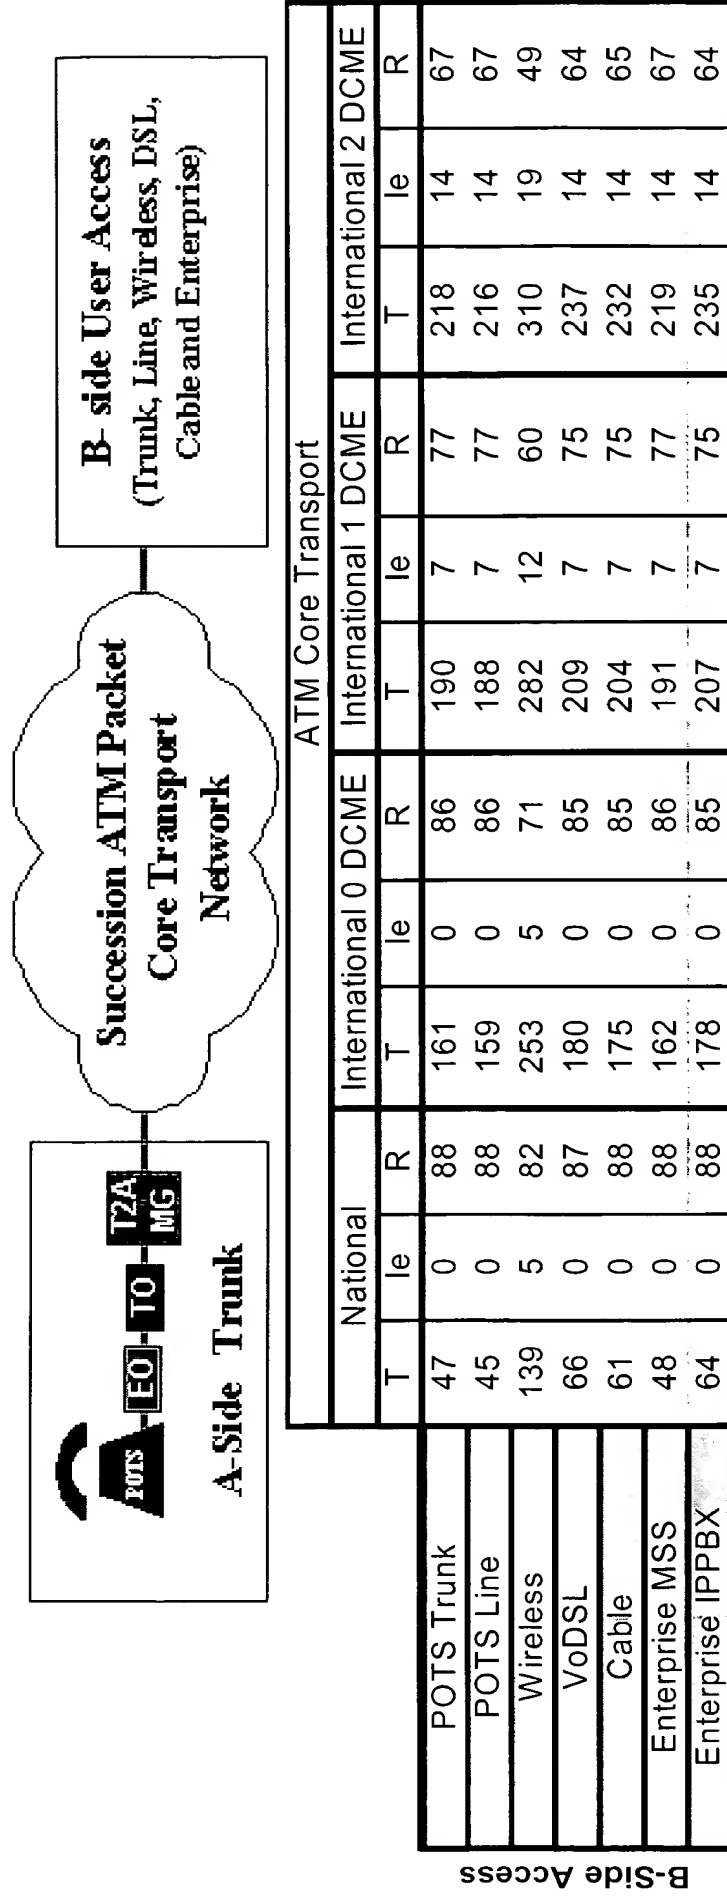 POTS
EO
TO
T2A
MG
A-Side Trunk
Succession ATM Packet
Core Transport
Network
B- side User Access
(Trunk, Line, Wireless, DSL,
Cable and Enterprise)
ATM Core Transport
National International 0 DCME International 1 DCME International 2 DCME
T Ie R T Ie R T Ie R T Ie R
B-Side Access
POTS Trunk 47 0 88 161 0 86 190 7 77 218 14 67
POTS Line 45 0 88 159 0 86 188 7 77 216 14 67
Wireless 139 5 82 253 5 71 282 12 60 310 19 49
VoDSL 66 0 87 180 0 85 209 7 75 237 14 64
Cable 61 0 88 175 0 85 204 7 75 232 14 65
Enterprise MSS 48 0 88 162 0 86 191 7 77 219 14 67
Enterprise IPPBX 64 0 88 178 0 85 207 7 75 235 14 64